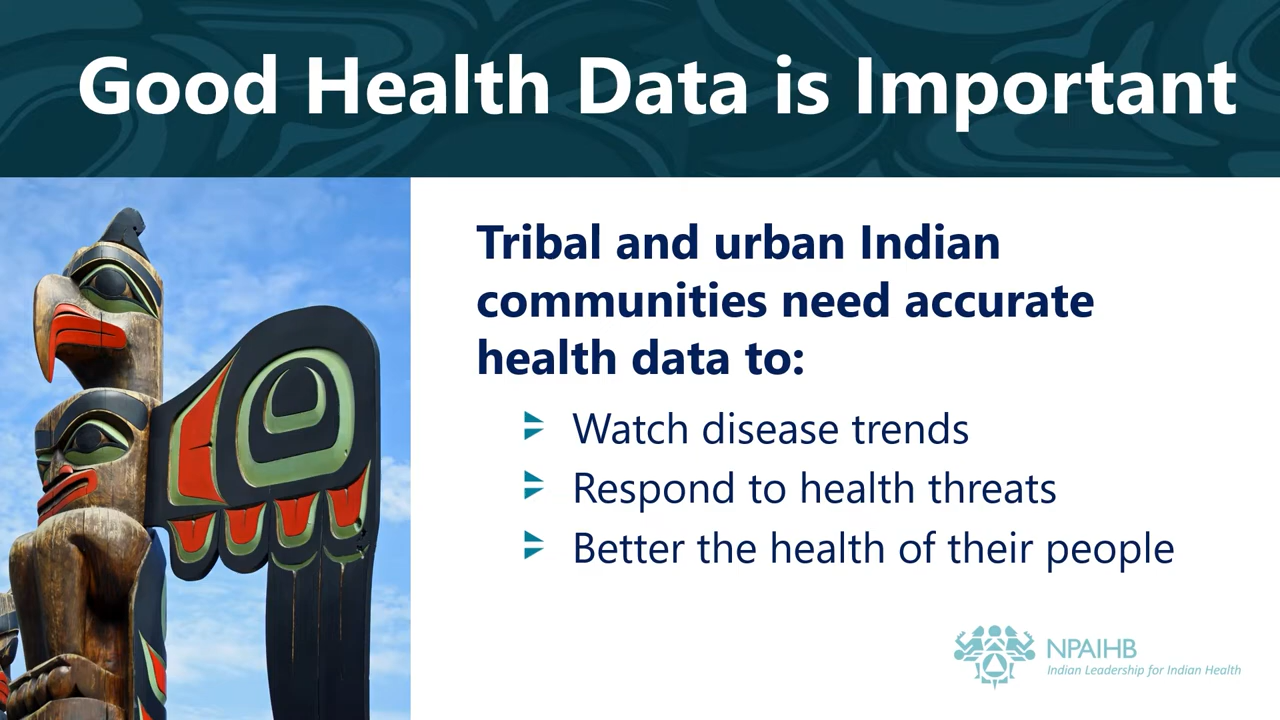 Good Health Data is Important
Tribal and urban Indian
communities need accurate
health data to:
Watch disease trends
Respond to health threats
Better the health of their people
NPAIHB
Indian Leadership for Indian Health